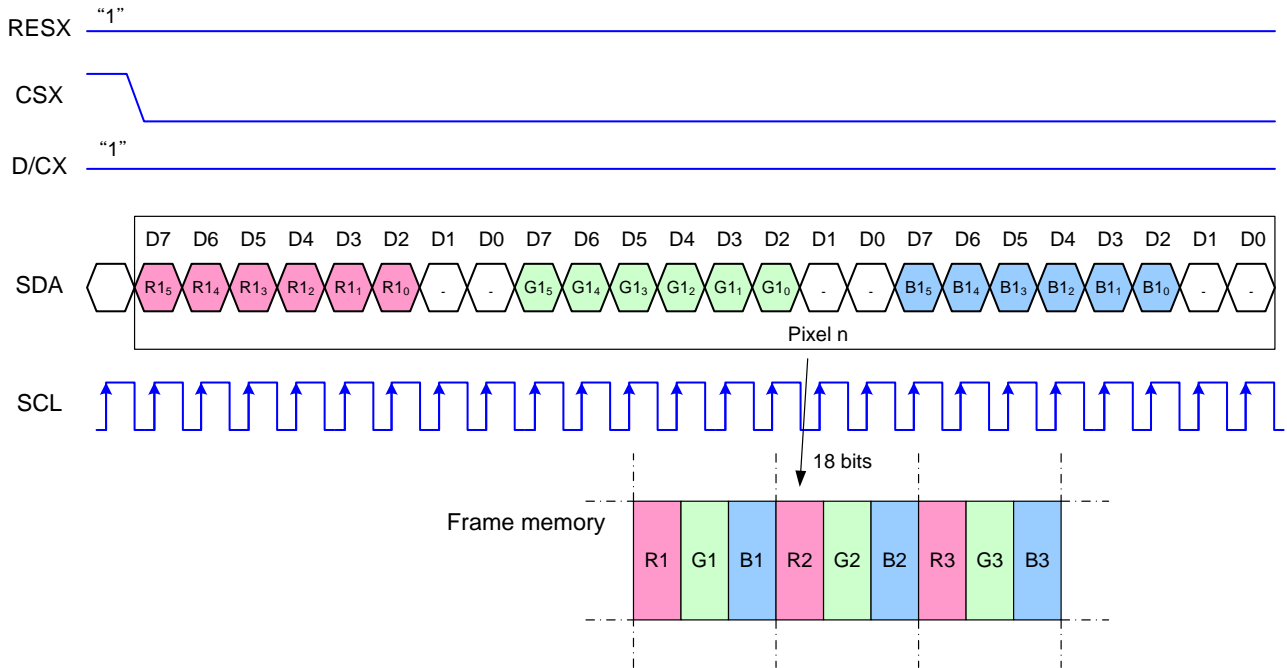 RESX “1”
CSX
D/CX “1”
D7 D6 D5 D4 D3 D2 D1 D0 D7 D6 D5 D4 D3 D2 D1 D0 D7 D6 D5 D4 D3 D2 D1 D0
SDA R1₅ R1₄ R1₃ R1₂ R1₁ R1₀ - - G1₅ G1₄ G1₃ G1₂ G1₁ G1₀ - - B1₅ B1₄ B1₃ B1₂ B1₁ B1₀ - -
Pixel n
SCL
18 bits
Frame memory
R1 G1 B1 R2 G2 B2 R3 G3 B3